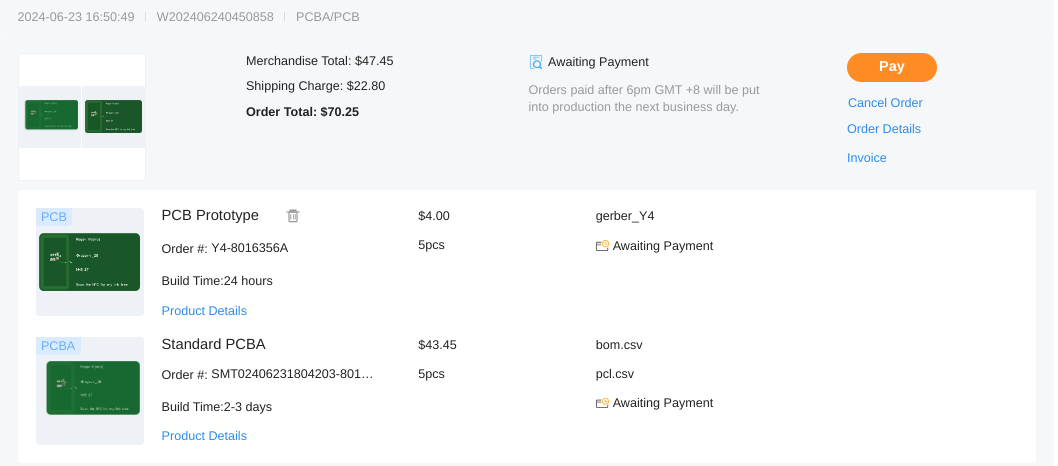 2024-06-23 16:50:49 W202406240450858 PCBA/PCB
Merchandise Total: $47.45
Shipping Charge: $22.80
Order Total: $70.25
Awaiting Payment
Orders paid after 6pm GMT +8 will be put
into production the next business day.
Pay
Cancel Order
Order Details
Invoice
PCB
PCB Prototype
Order #: Y4-8016356A
Build Time:24 hours
Product Details
$4.00
5pcs
gerber_Y4
Awaiting Payment
PCBA
Standard PCBA
Order #: SMT02406231804203-801…
Build Time:2-3 days
Product Details
$43.45
5pcs
bom.csv
pcl.csv
Awaiting Payment